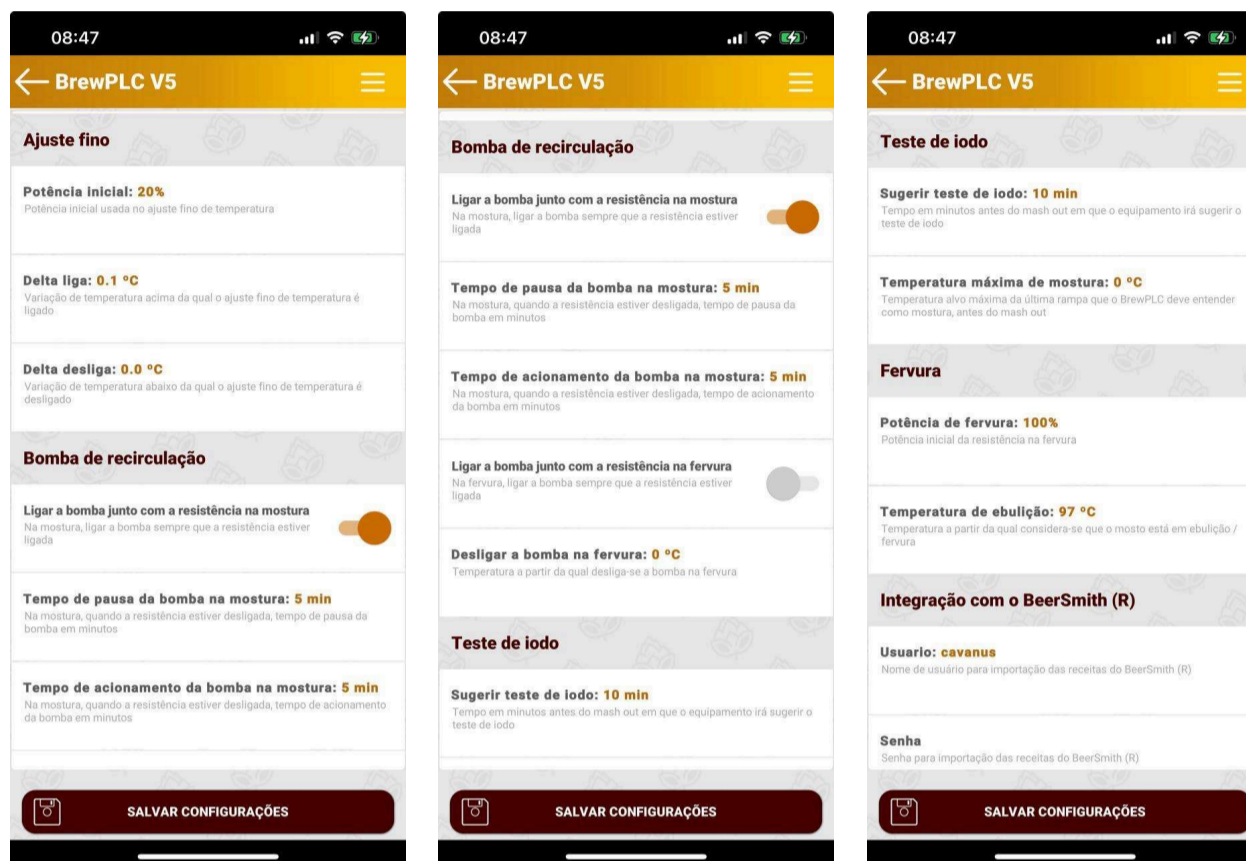 08:47
BrewPLC V5
Ajuste fino
Potência inicial: 20%
Potência inicial usada no ajuste fino de temperatura
Delta liga: 0.1 ºC
Variação de temperatura acima da qual o ajuste fino de temperatura é
ligado
Delta desliga: 0.0 ºC
Variação de temperatura abaixo da qual o ajuste fino de temperatura é
desligado
Bomba de recirculação
Ligar a bomba junto com a resistência na mostura
Na mostura, ligar a bomba sempre que a resistência estiver
ligada
Tempo de pausa da bomba na mostura: 5 min
Na mostura, quando a resistência estiver desligada, tempo de pausa da
bomba em minutos
Tempo de acionamento da bomba na mostura: 5 min
Na mostura, quando a resistência estiver desligada, tempo de acionamento
da bomba em minutos
SALVAR CONFIGURAÇÕES
08:47
BrewPLC V5
Bomba de recirculação
Ligar a bomba junto com a resistência na mostura
Na mostura, ligar a bomba sempre que a resistência estiver
ligada
Tempo de pausa da bomba na mostura: 5 min
Na mostura, quando a resistência estiver desligada, tempo de pausa da
bomba em minutos
Tempo de acionamento da bomba na mostura: 5 min
Na mostura, quando a resistência estiver desligada, tempo de acionamento
da bomba em minutos
Ligar a bomba junto com a resistência na fervura
Na fervura, ligar a bomba sempre que a resistência estiver
ligada
Desligar a bomba na fervura: 0 ºC
Temperatura a partir da qual desliga-se a bomba na fervura
Teste de iodo
Sugerir teste de iodo: 10 min
Tempo em minutos antes do mash out em que o equipamento irá sugerir o
teste de iodo
SALVAR CONFIGURAÇÕES
08:47
BrewPLC V5
Teste de iodo
Sugerir teste de iodo: 10 min
Tempo em minutos antes do mash out em que o equipamento irá sugerir o
teste de iodo
Temperatura máxima de mostura: 0 ºC
Temperatura alvo máxima da última rampa que o BrewPLC deve entender
como mostura, antes do mash out
Fervura
Potência de fervura: 100%
Potência inicial da resistência na fervura
Temperatura de ebulição: 97 ºC
Temperatura a partir da qual considera-se que o mosto está em ebulição /
fervura
Integração com o BeerSmith (R)
Usuario: cavanus
Nome de usuário para importação das receitas do BeerSmith (R)
Senha
Senha para importação das receitas do BeerSmith (R)
SALVAR CONFIGURAÇÕES